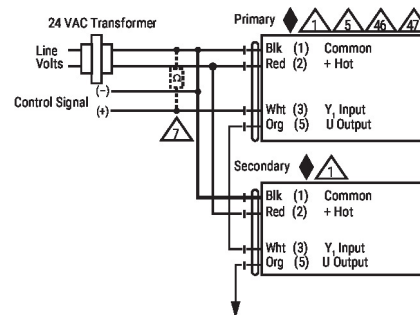 24 VAC Transformer
Primary 1 5 46 47
Line Volts
Blk (1) Common
Red (2) + Hot
Ω
(–)
Control Signal (+)
Wht (3) Y₁ Input
Org (5) U Output
7
Secondary 1
Blk (1) Common
Red (2) + Hot
Wht (3) Y₁ Input
Org (5) U Output